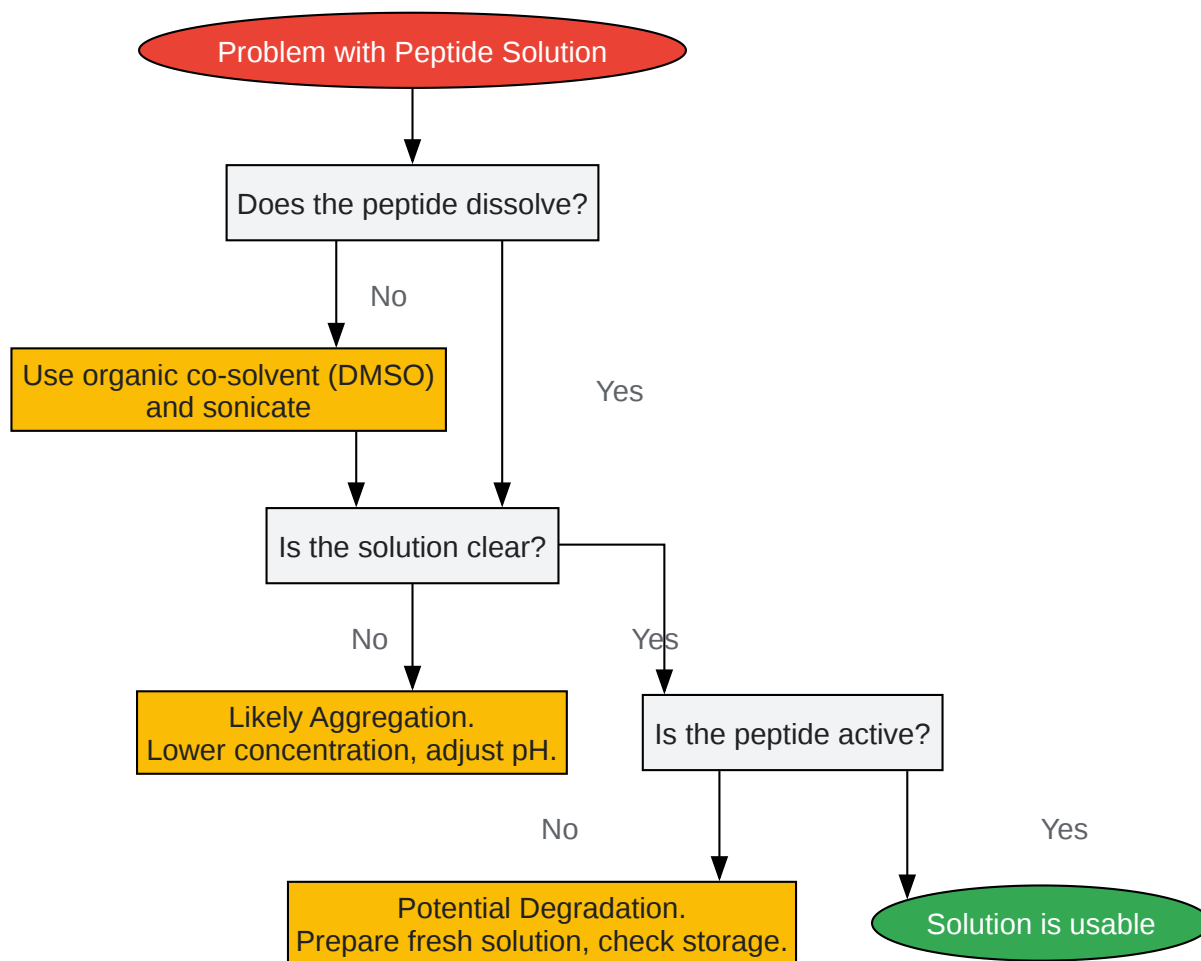 Problem with Peptide Solution
Does the peptide dissolve?
No
Use organic co-solvent (DMSO)
and sonicate
Yes
Is the solution clear?
No
Yes
Likely Aggregation.
Lower concentration, adjust pH.
Is the peptide active?
No
Yes
Potential Degradation.
Prepare fresh solution, check storage.
Solution is usable